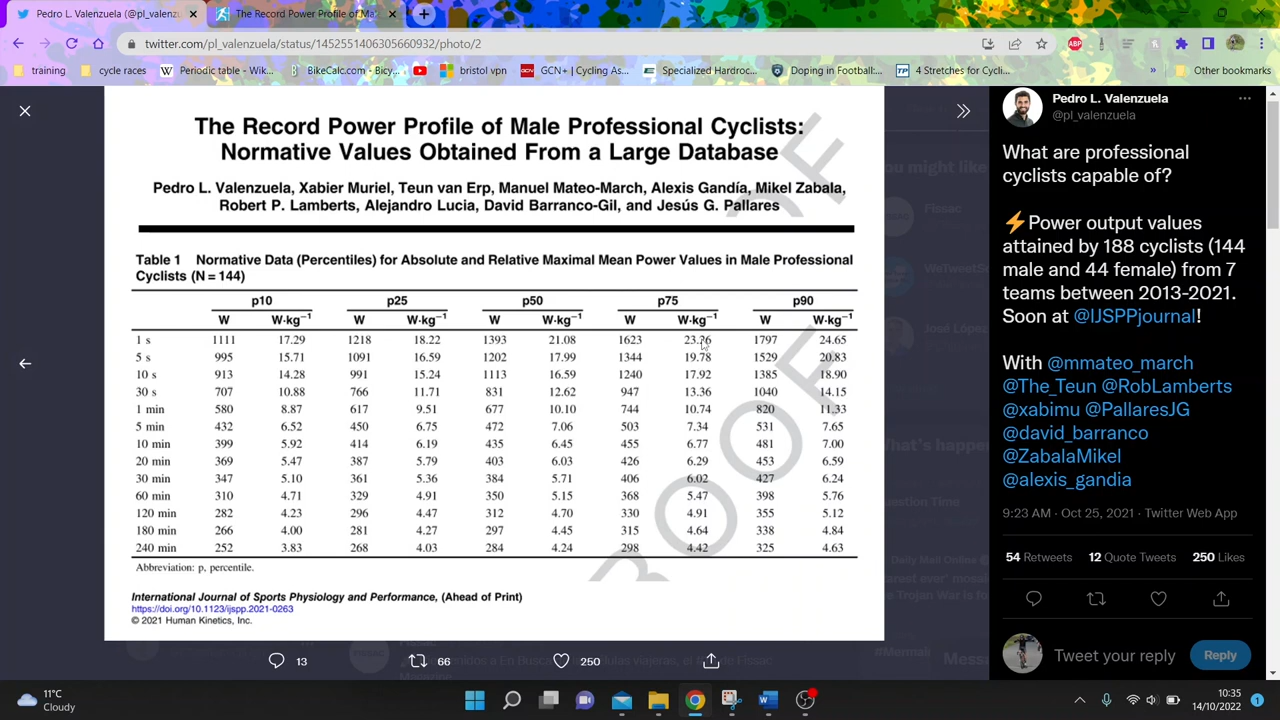 Pedro L. Valenzuela (@pl_valenzu
The Record Power Profile of Male
twitter.com/pl_valenzuela/status/1452551406305660932/photo/2
training
cycle races
Periodic table - Wik...
BikeCalc.com - Bicy...
bristol vpn
GCN+ | Cycling As...
Specialized Hardroc...
Doping in Football:...
4 Stretches for Cycli...
»
Other bookmarks
The Record Power Profile of Male Professional Cyclists:
Normative Values Obtained From a Large Database
Pedro L. Valenzuela, Xabier Muriel, Teun van Erp, Manuel Mateo-March, Alexis Gandía, Mikel Zabala,
Robert P. Lamberts, Alejandro Lucia, David Barranco-Gil, and Jesús G. Pallares
Table 1 Normative Data (Percentiles) for Absolute and Relative Maximal Mean Power Values in Male Professional
Cyclists (N = 144)
p10 p25 p50 p75 p90
W W·kg⁻¹ W W·kg⁻¹ W W·kg⁻¹ W W·kg⁻¹ W W·kg⁻¹
1 s 1111 17.29 1218 18.22 1393 21.08 1623 23.26 1797 24.65
5 s 995 15.71 1091 16.59 1202 17.99 1344 19.78 1529 20.83
10 s 913 14.28 991 15.24 1113 16.59 1240 17.92 1385 18.90
30 s 707 10.88 766 11.71 831 12.62 947 13.36 1040 14.15
1 min 580 8.87 617 9.51 677 10.10 744 10.74 820 11.33
5 min 432 6.52 450 6.75 472 7.06 503 7.34 531 7.65
10 min 399 5.92 414 6.19 435 6.45 455 6.77 481 7.00
20 min 369 5.47 387 5.79 403 6.03 426 6.29 453 6.59
30 min 347 5.10 361 5.36 384 5.71 406 6.02 427 6.24
60 min 310 4.71 329 4.91 350 5.15 368 5.47 398 5.76
120 min 282 4.23 296 4.47 312 4.70 330 4.91 355 5.12
180 min 266 4.00 281 4.27 297 4.45 315 4.64 338 4.84
240 min 252 3.83 268 4.03 284 4.24 298 4.42 325 4.63
Abbreviation: p, percentile.
International Journal of Sports Physiology and Performance, (Ahead of Print)
https://doi.org/10.1123/ijspp.2021-0263
© 2021 Human Kinetics, Inc.
PROOF
13
66
250
Pedro L. Valenzuela
@pl_valenzuela
What are professional
cyclists capable of?
⚡Power output values
attained by 188 cyclists (144
male and 44 female) from 7
teams between 2013-2021.
Soon at @IJSPPjournal!
With @mmateo_march
@The_Teun @RobLamberts
@xabimu @PallaresJG
@david_barranco
@ZabalaMikel
@alexis_gandia
9:23 AM · Oct 25, 2021 · Twitter Web App
54 Retweets 12 Quote Tweets 250 Likes
Tweet your reply
Reply
11°C
Cloudy
10:35
14/10/2022
1